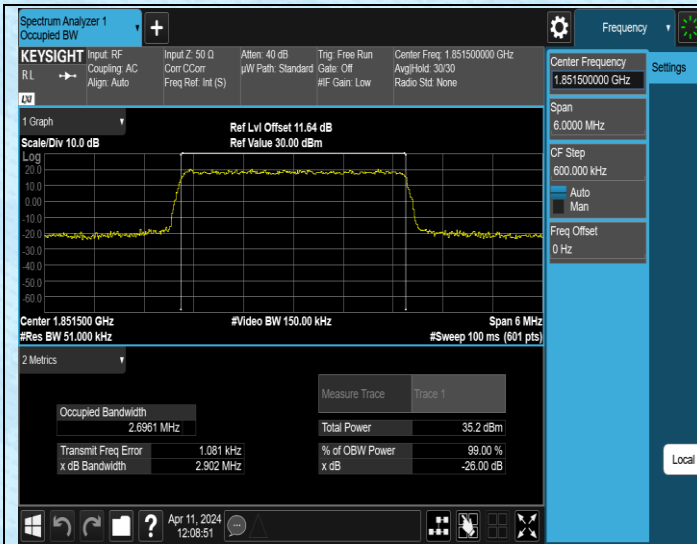 Spectrum Analyzer 1
Occupied BW
+
Frequency
KEYSIGHT
RL
LXI
Input: RF
Coupling: AC
Align: Auto
Input Z: 50 Ω
Corr CCorr
Freq Ref: Int (S)
Atten: 40 dB
µW Path: Standard
Trig: Free Run
Gate: Off
#IF Gain: Low
Center Freq: 1.851500000 GHz
Avg|Hold: 30/30
Radio Std: None
Center Frequency
1.851500000 GHz
Settings
Span
6.0000 MHz
CF Step
600.000 kHz
Auto
Man
Freq Offset
0 Hz
1 Graph
Scale/Div 10.0 dB
Ref Lvl Offset 11.64 dB
Ref Value 30.00 dBm
Log
20.0
10.0
0.00
-10.0
-20.0
-30.0
-40.0
-50.0
-60.0
Center 1.851500 GHz
#Video BW 150.00 kHz
Span 6 MHz
#Res BW 51.000 kHz
#Sweep 100 ms (601 pts)
2 Metrics
Measure Trace
Trace 1
Occupied Bandwidth
2.6961 MHz
Total Power
35.2 dBm
Transmit Freq Error
1.081 kHz
% of OBW Power
99.00 %
x dB Bandwidth
2.902 MHz
x dB
-26.00 dB
Local
?
Apr 11, 2024
12:08:51